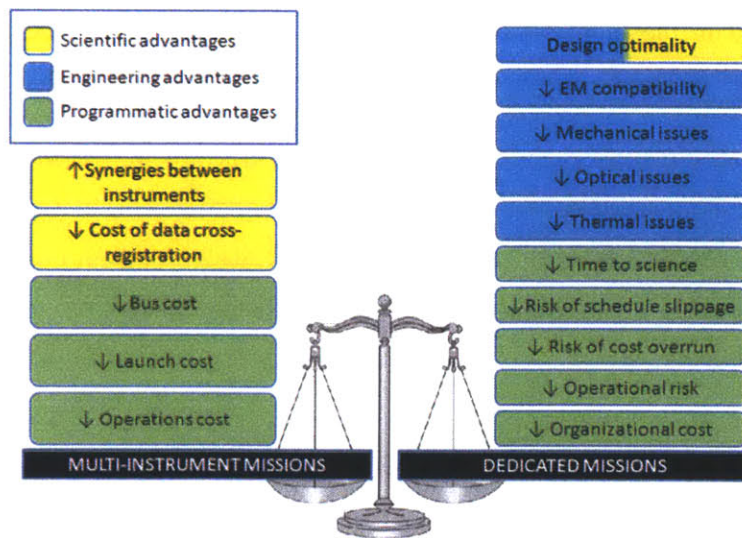 Scientific advantages
Engineering advantages
Programmatic advantages
↑Synergies between
instruments
↓ Cost of data cross-
registration
↓Bus cost
↓ Launch cost
↓ Operations cost
MULTI-INSTRUMENT MISSIONS
Design optimality
↓ EM compatibility
↓ Mechanical issues
↓ Optical issues
↓ Thermal issues
↓ Time to science
↓Risk of schedule slippage
↓ Risk of cost overrun
↓ Operational risk
↓ Organizational cost
DEDICATED MISSIONS